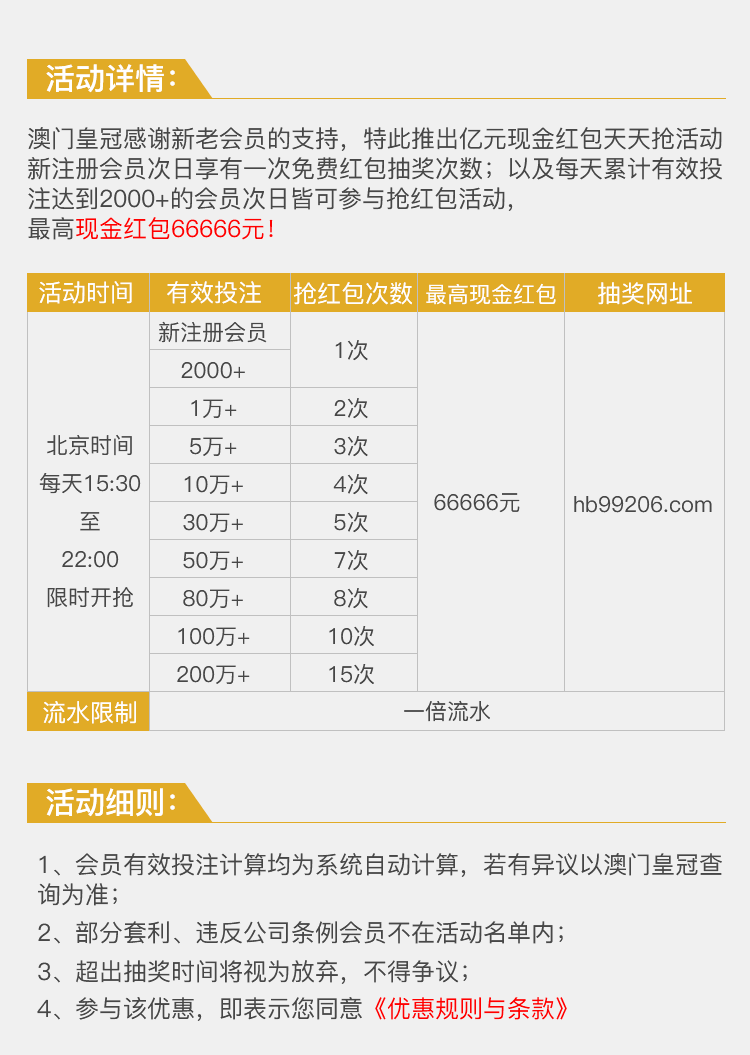 活动详情：
澳门皇冠感谢新老会员的支持，特此推出亿元现金红包天天抢活动
新注册会员次日享有一次免费红包抽奖次数；以及每天累计有效投
注达到2000+的会员次日皆可参与抢红包活动，
最高现金红包66666元！
活动时间 有效投注 抢红包次数 最高现金红包 抽奖网址
新注册会员
1次
2000+
1万+ 2次
北京时间
5万+ 3次
每天15:30
10万+ 4次
66666元
hb99206.com
至
30万+ 5次
22:00
50万+ 7次
限时开抢
80万+ 8次
100万+ 10次
200万+ 15次
流水限制 一倍流水
活动细则：
1、会员有效投注计算均为系统自动计算，若有异议以澳门皇冠查
询为准；
2、部分套利、违反公司条例会员不在活动名单内；
3、超出抽奖时间将视为放弃，不得争议；
4、参与该优惠，即表示您同意《优惠规则与条款》